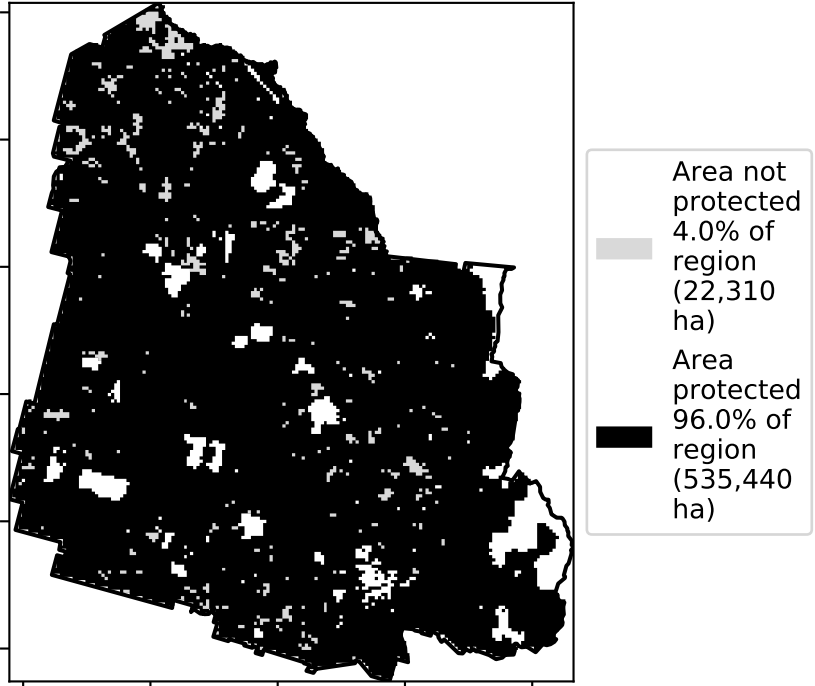 Area not
protected
4.0% of
region
(22,310
ha)
Area
protected
96.0% of
region
(535,440
ha)